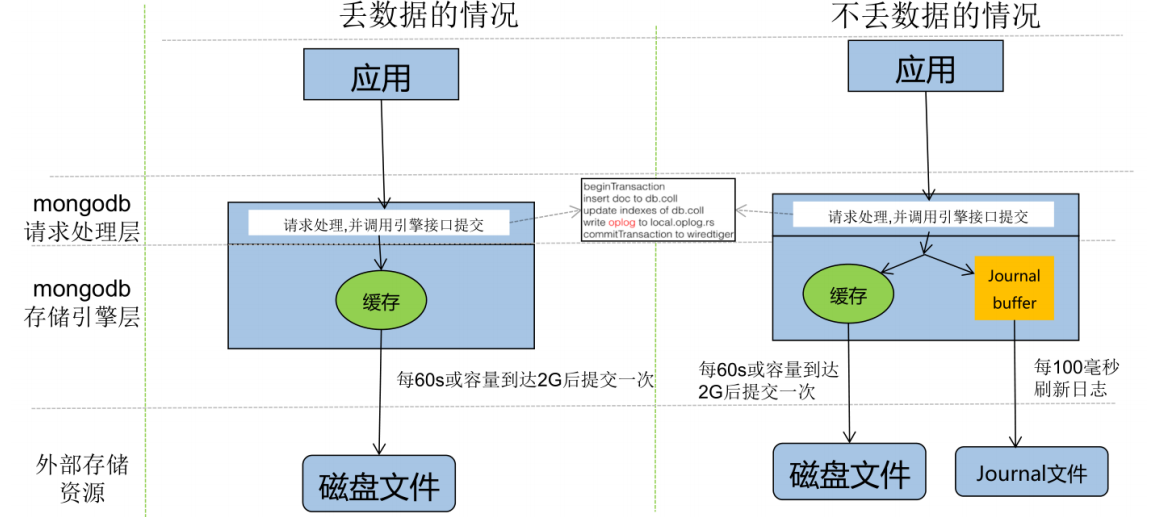 丢数据的情况
不丢数据的情况
应用
应用
mongodb
请求处理层
请求处理,并调用引擎接口提交
beginTransaction
insert doc to db.coll
update indexes of db.coll
write oplog to local.oplog.rs
commitTransaction to wiredtiger
请求处理,并调用引擎接口提交
mongodb
存储引擎层
缓存
缓存
Journal
buffer
每60s或容量到达2G后提交一次
每60s或容量到达
2G后提交一次
每100毫秒
刷新日志
外部存储
资源
磁盘文件
磁盘文件
Journal文件